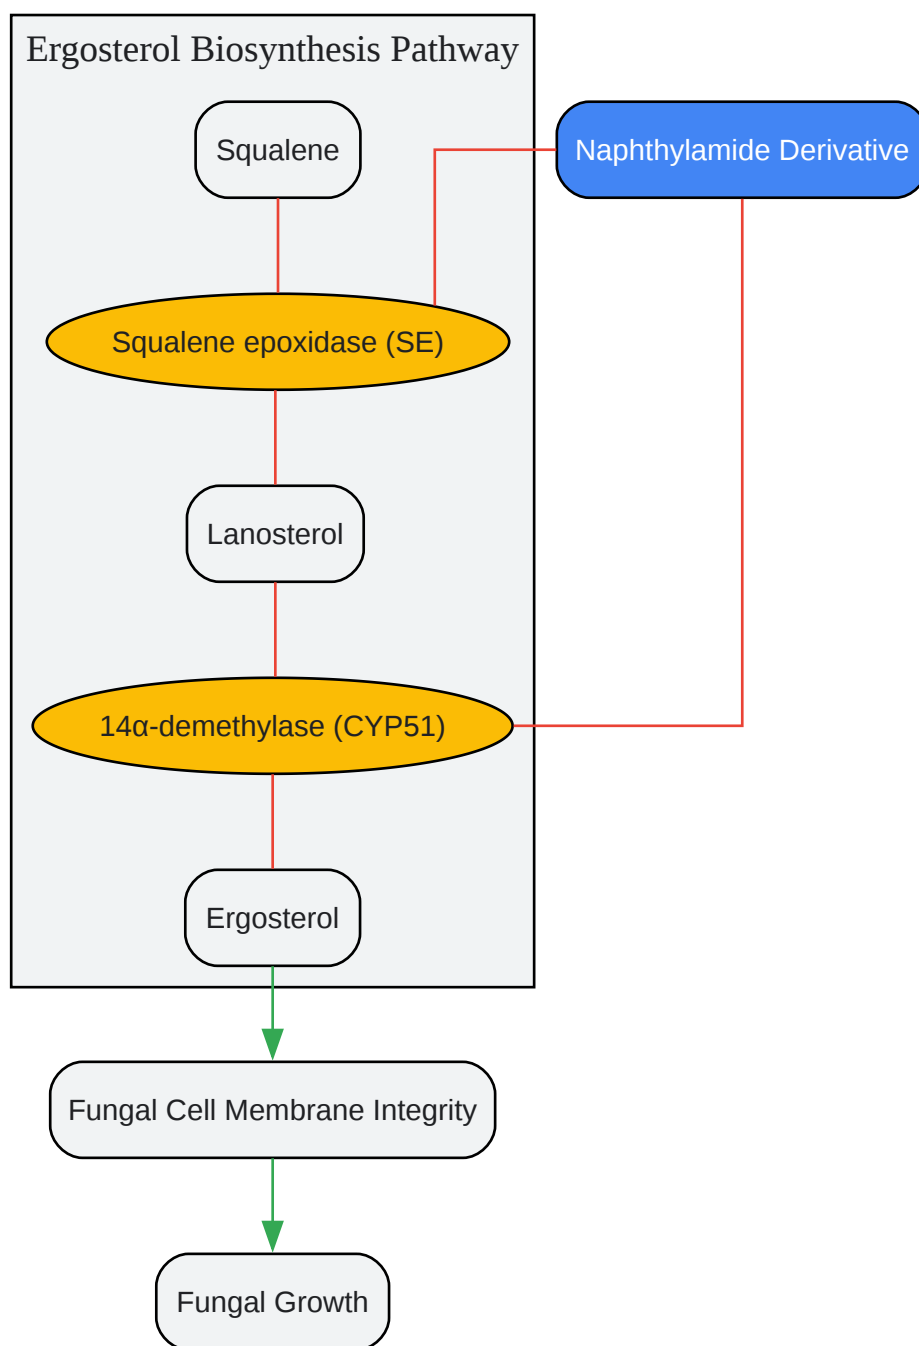 Ergosterol Biosynthesis Pathway
Squalene
Naphthylamide Derivative
Squalene epoxidase (SE)
Lanosterol
14α-demethylase (CYP51)
Ergosterol
Fungal Cell Membrane Integrity
Fungal Growth